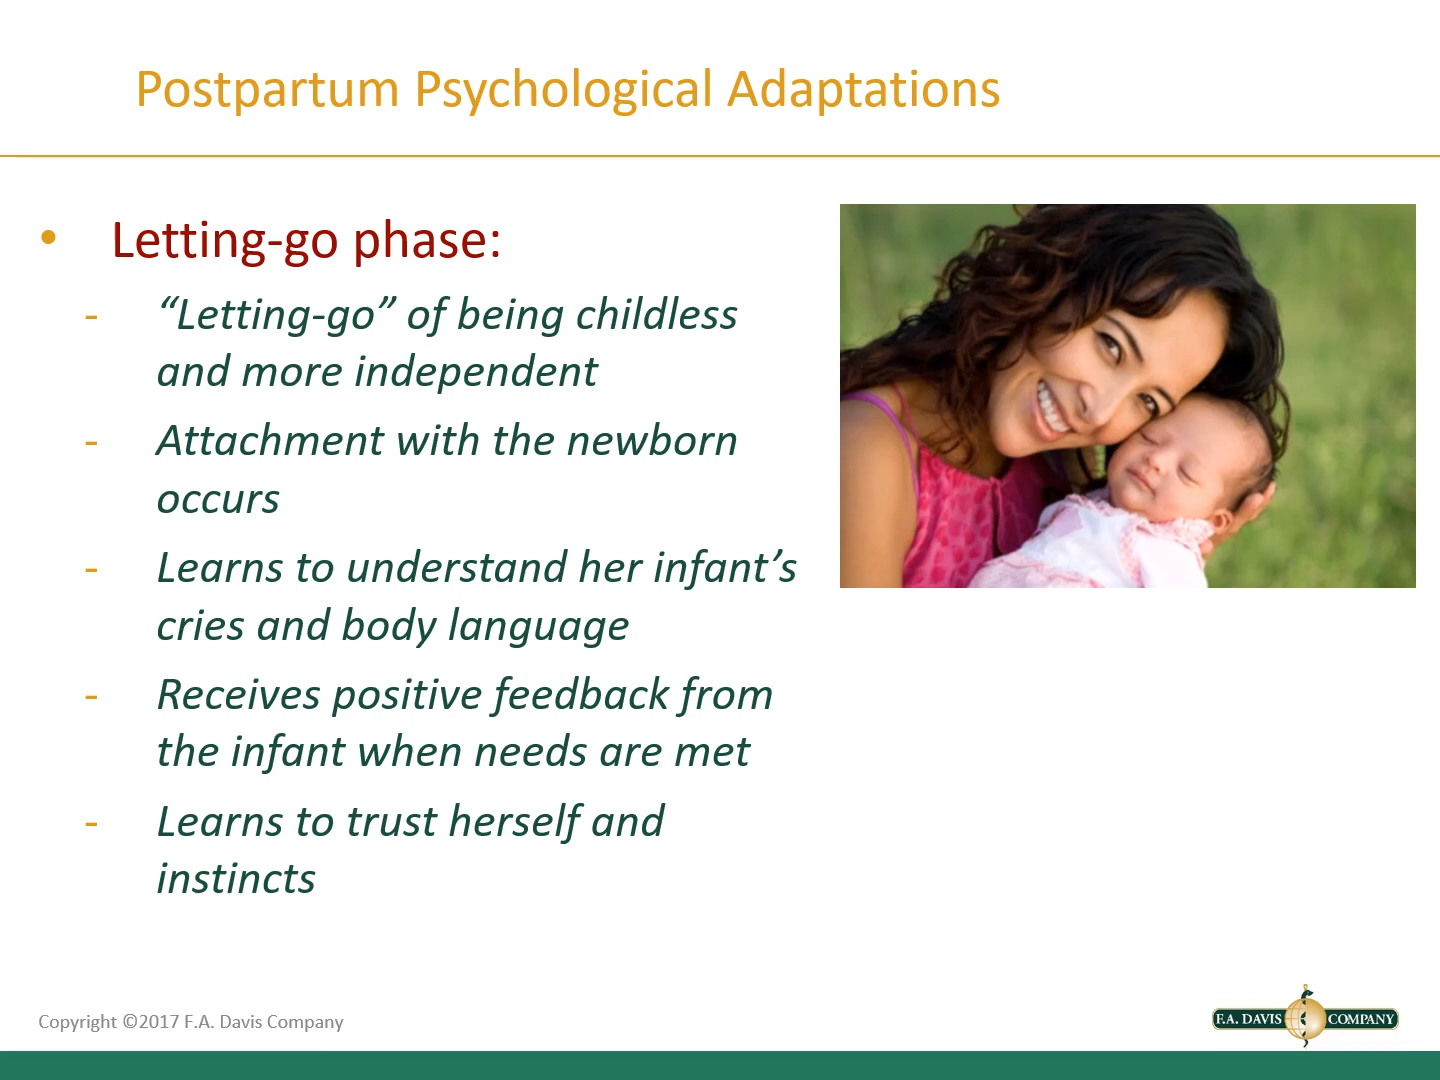 Postpartum Psychological Adaptations
• Letting-go phase:
- “Letting-go” of being childless
and more independent
- Attachment with the newborn
occurs
- Learns to understand her infant’s
cries and body language
- Receives positive feedback from
the infant when needs are met
- Learns to trust herself and
instincts
Copyright ©2017 F.A. Davis Company
F.A. DAVIS COMPANY